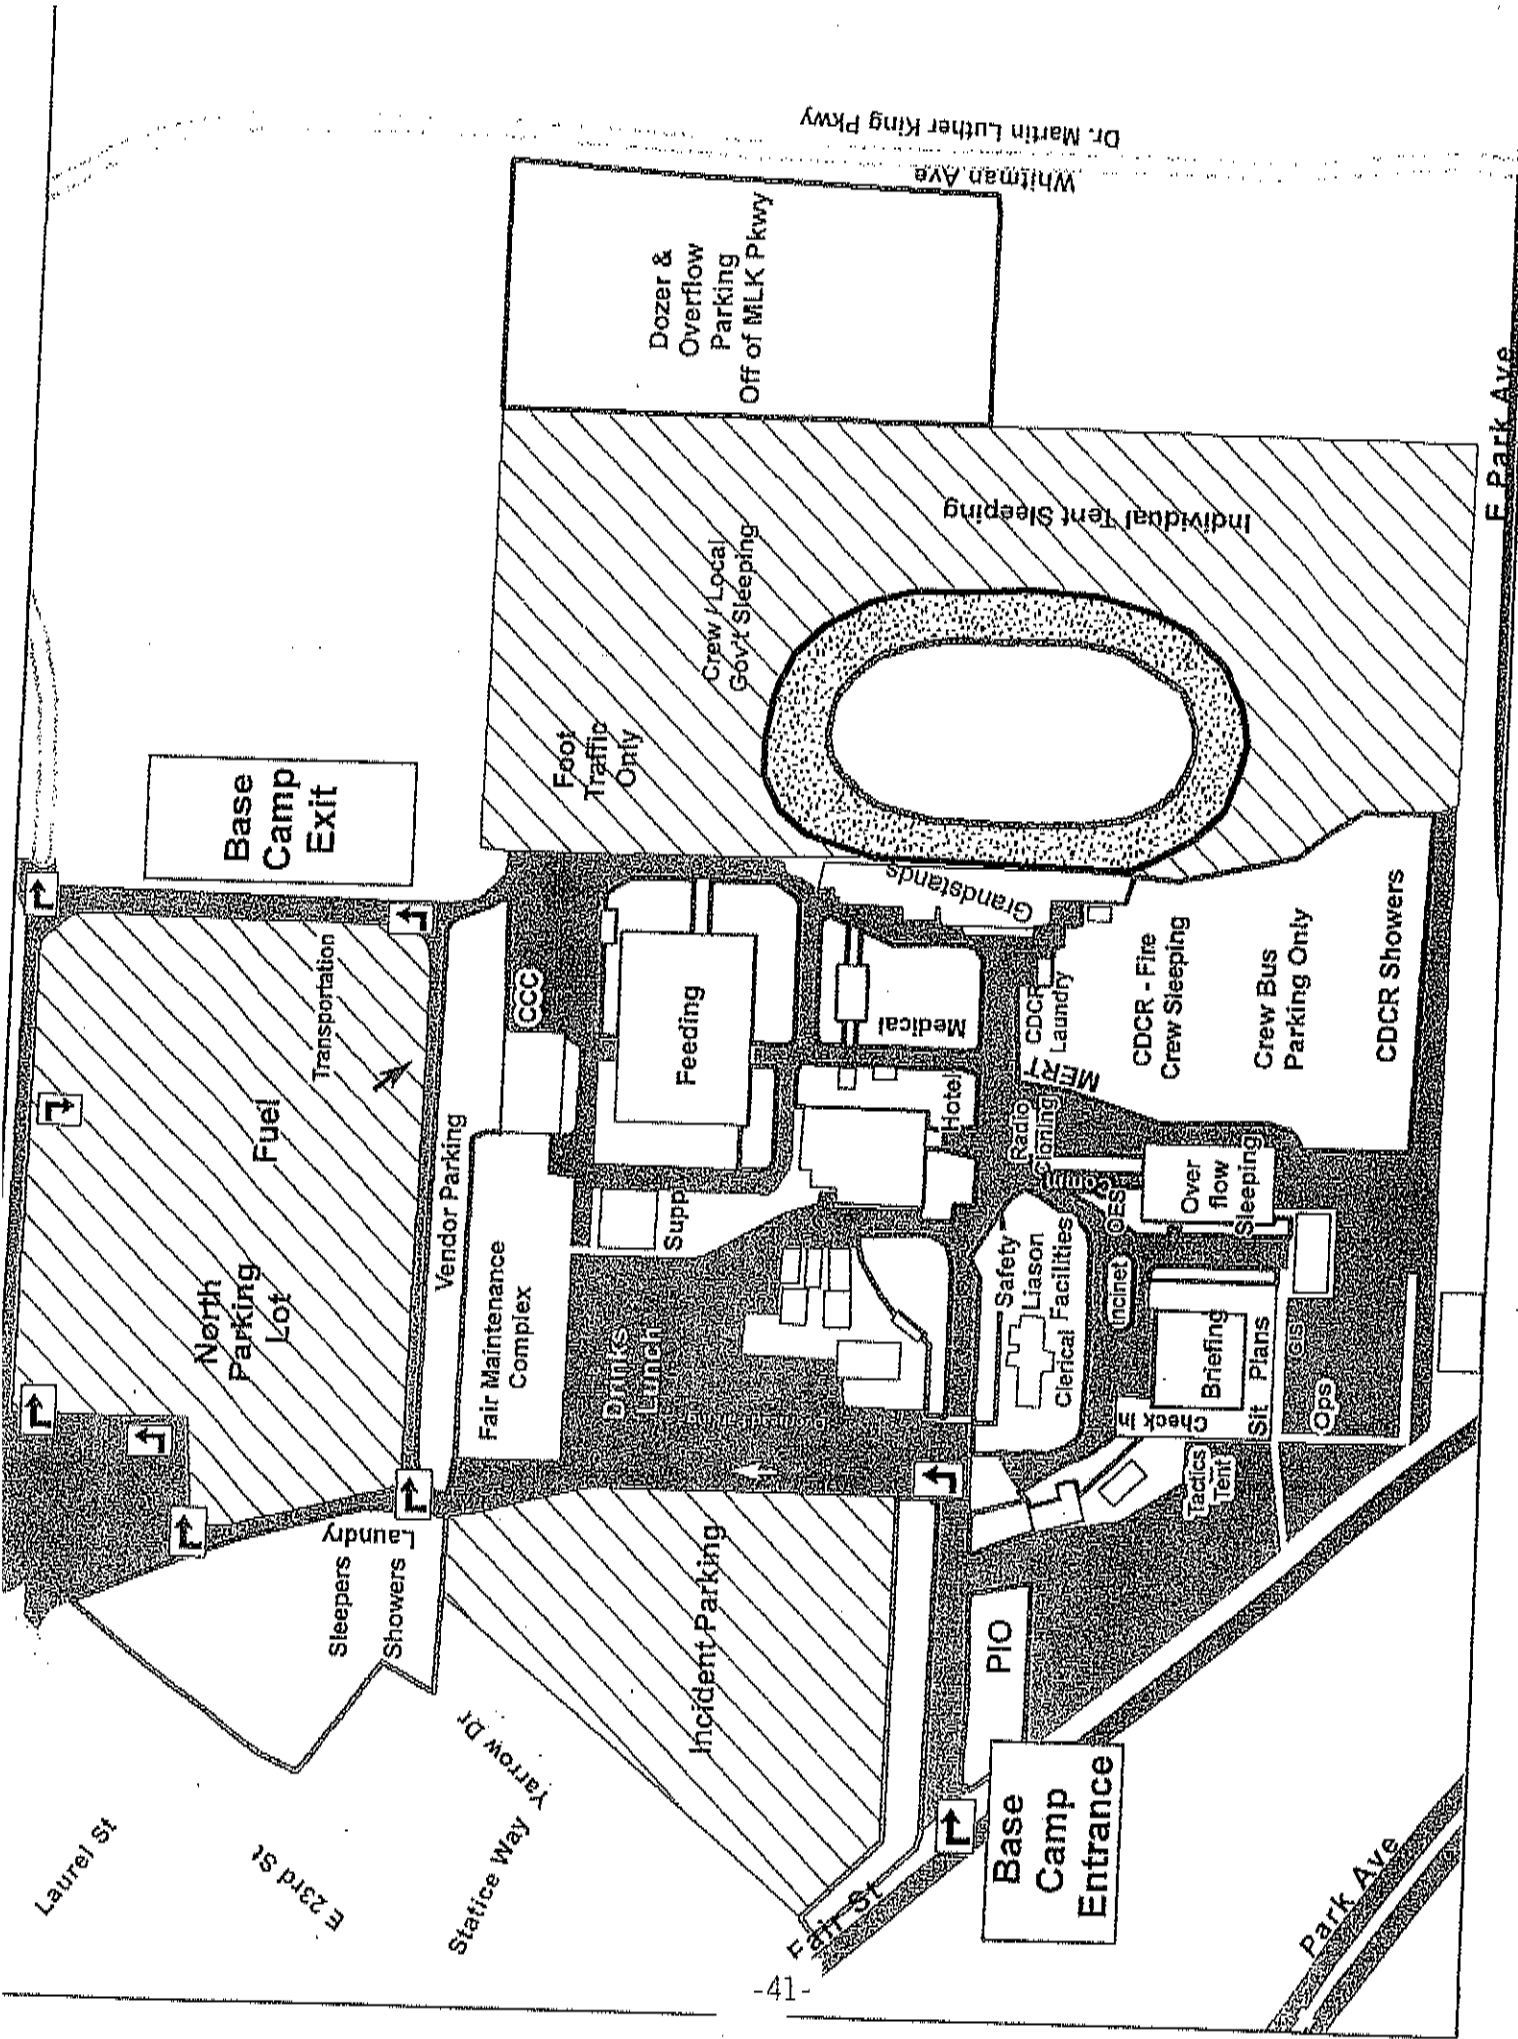 Dr. Martin Luther King Pkwy
Whitman Ave
Dozer &
Overflow
Parking
Off of MLK Pkwy
E Park Ave
Individual Tent Sleeping
Crew / Local
Gov't Sleeping
Foot
Traffic
Only
Base
Camp
Exit
Grandstands
Transportation
Fuel
North
Parking
Lot
Vendor Parking
CCC
Feeding
Medical
CDCR
Laundry
CDCR - Fire
Crew Sleeping
Crew Bus
Parking Only
CDCR Showers
MERT
Hotel
Radio
Cloning
Comm
OES
Over
flow
Sleeping
Supply
Fair Maintenance
Complex
Drinks
Lunch
Safety
Liason
Facilities
Clerical
Incinet
Briefing
Check In
Sit Plans
GIS
Ops
Tactics
Tent
Laundry
Sleepers
Showers
Incident Parking
PIO
Base
Camp
Entrance
Yarrow Dr
Statice Way
E 23rd St
Laurel St
Fair St
Park Ave
-41-